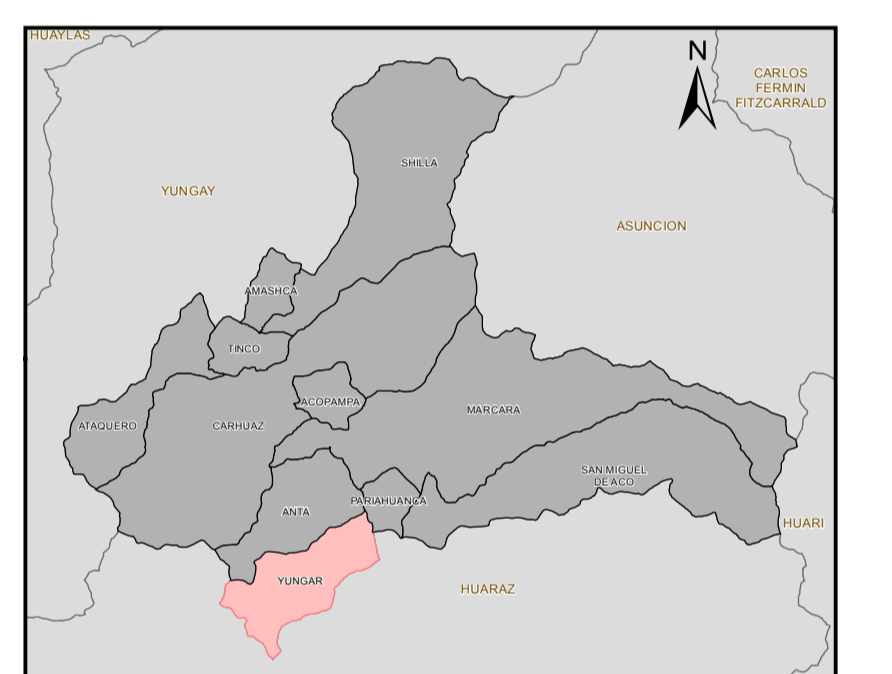 HUAYLAS
N
CARLOS
FERMIN
FITZCARRALD
SHILLA
YUNGAY
ASUNCION
AMASHCA
TINCO
ACOPAMPA
MARCARA
ATAQUERO
CARHUAZ
SAN MIGUEL
DE ACO
PARIAHUANCA
ANTA
HUARI
YUNGAR
HUARAZ